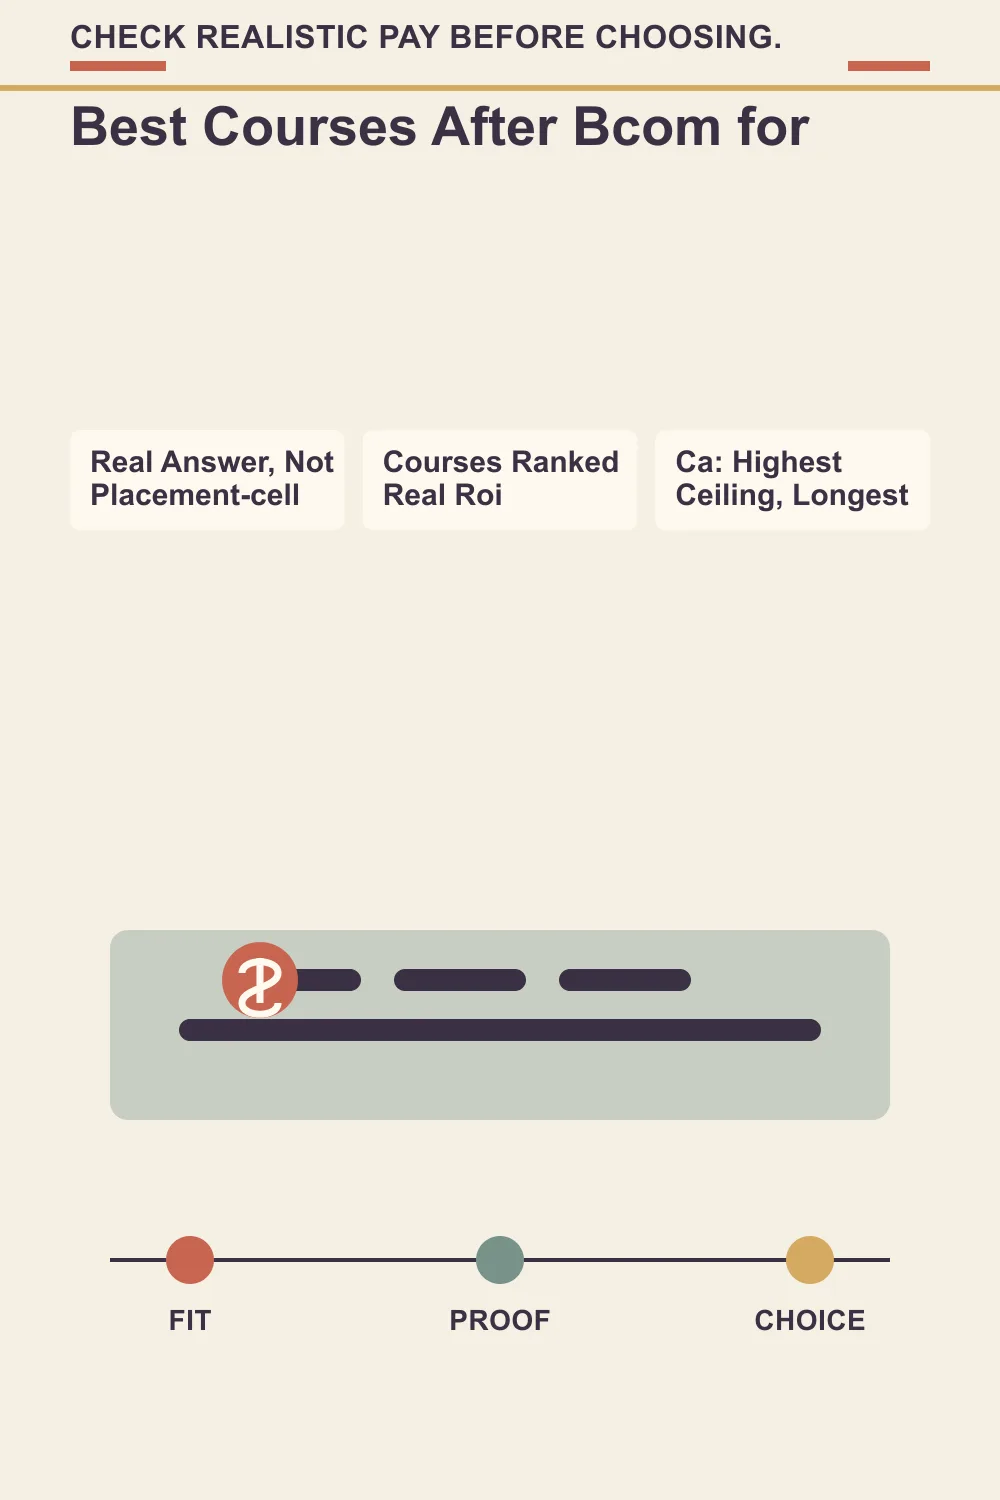 CHECK REALISTIC PAY BEFORE CHOOSING.
Best Courses After Bcom for
Real Answer, Not
Placement-cell
Courses Ranked
Real Roi
Ca: Highest
Ceiling, Longest
FIT
PROOF
CHOICE